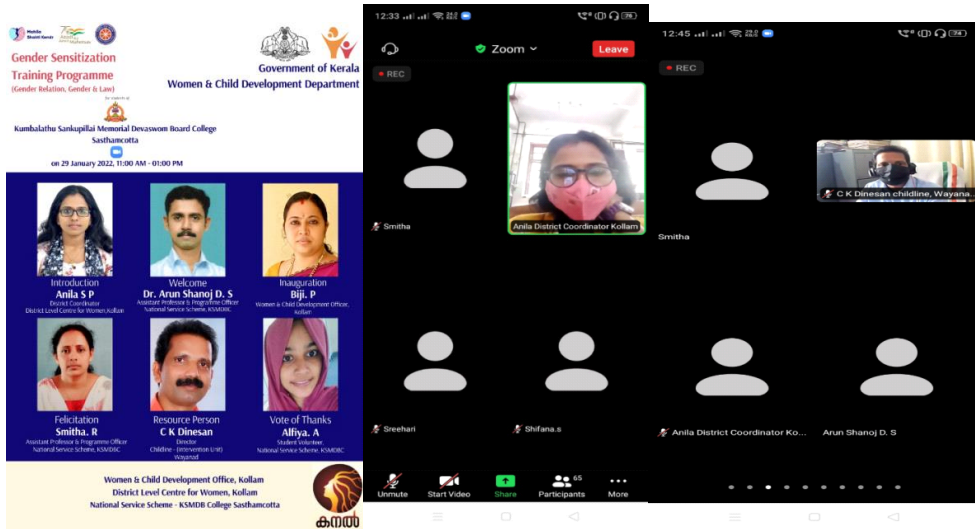 Mahila
Shakti Kendr
Gender Sensitization
Training Programme
(Gender Relation, Gender & Law)
for students of
Kumbalathu Sankupillai Memorial Devaswom Board College
Sasthamcotta
on 29 January 2022, 11:00 AM - 01:00 PM
Government of Kerala
Women & Child Development Department
Introduction
Anila S P
District Coordinator
District Level Centre for Women,Kollam
Welcome
Dr. Arun Shanoj D. S
Assistant Professor & Programme Officer
National Service Scheme, KSMDBC
Inauguration
Biji. P
Women & Child Development Officer,
Kollam
Felicitation
Smitha. R
Assistant Professor & Programme Officer
National Service Scheme, KSMDBC
Resource Person
C K Dinesan
Director
Childline - (Intervention Unit)
Wayanad
Vote of Thanks
Alfiya. A
Student Volunteer,
National Service Scheme, KSMDBC
Women & Child Development Office, Kollam
District Level Centre for Women, Kollam
National Service Scheme - KSMDB College Sasthamcotta
കനൽ
12:33
Zoom
Leave
REC
Smitha
Anila District Coordinator Kollam
Sreehari
Shifana.s
Unmute
Start Video
Share
65
Participants
More
12:45
REC
Smitha
C K Dinesan childline, Wayana...
Anila District Coordinator Ko...
Arun Shanoj D. S